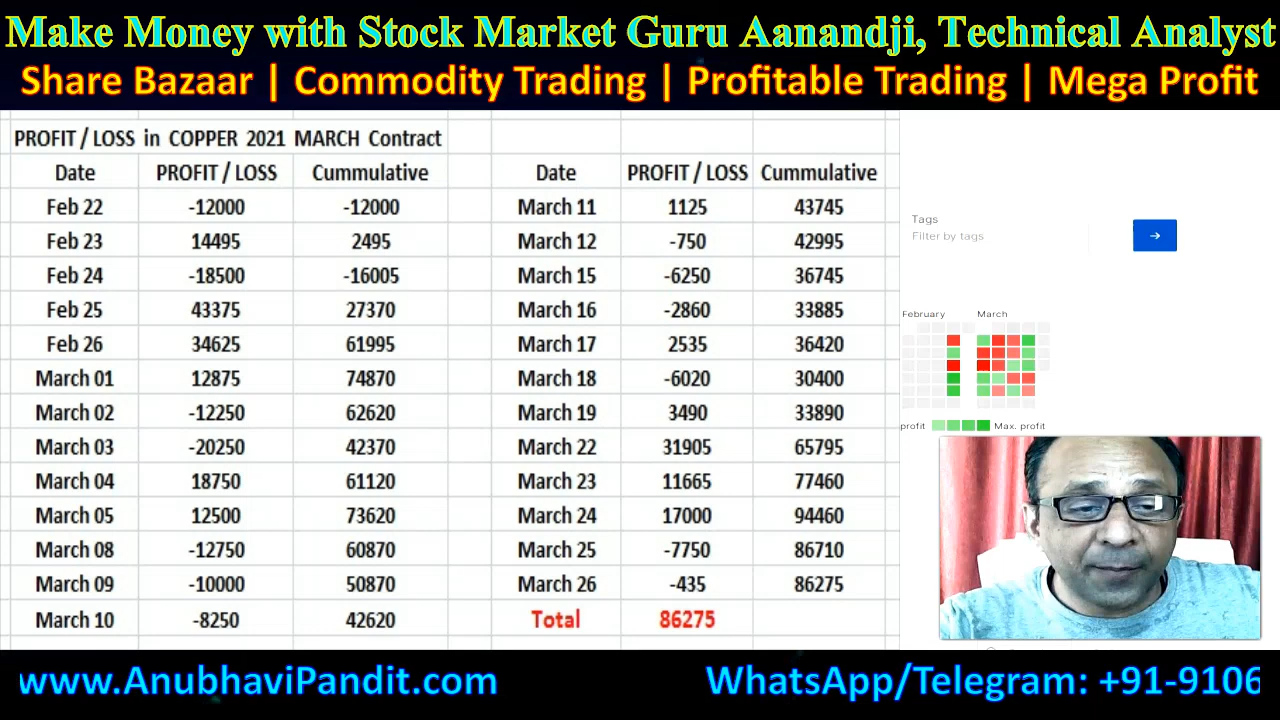 Make Money with Stock Market Guru Aanandji, Technical Analyst
Share Bazaar | Commodity Trading | Profitable Trading | Mega Profit
PROFIT / LOSS in COPPER 2021 MARCH Contract
Date PROFIT / LOSS Cummulative Date PROFIT / LOSS Cummulative
Feb 22 -12000 -12000 March 11 1125 43745
Feb 23 14495 2495 March 12 -750 42995
Feb 24 -18500 -16005 March 15 -6250 36745
Feb 25 43375 27370 March 16 -2860 33885
Feb 26 34625 61995 March 17 2535 36420
March 01 12875 74870 March 18 -6020 30400
March 02 -12250 62620 March 19 3490 33890
March 03 -20250 42370 March 22 31905 65795
March 04 18750 61120 March 23 11665 77460
March 05 12500 73620 March 24 17000 94460
March 08 -12750 60870 March 25 -7750 86710
March 09 -10000 50870 March 26 -435 86275
March 10 -8250 42620 Total 86275
Tags
Filter by tags
February March
profit Max. profit
www.AnubhaviPandit.com WhatsApp/Telegram: +91-9106